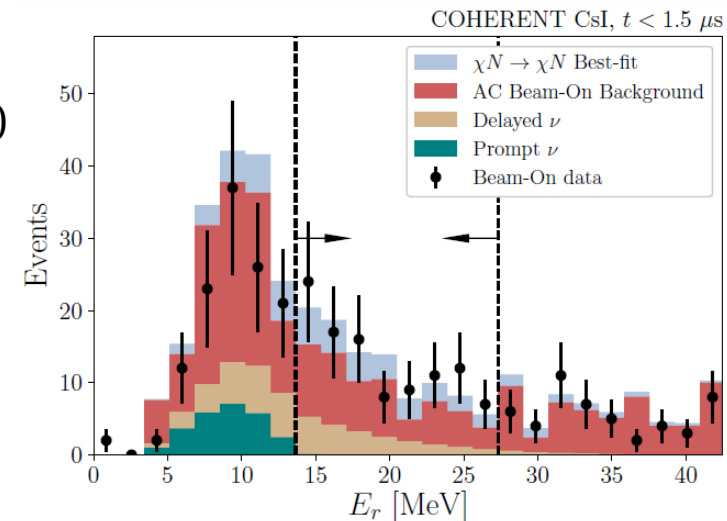 COHERENT CsI, t < 1.5 μs
χN → χN Best-fit
AC Beam-On Background
Delayed ν
Prompt ν
Beam-On data
Events
50
40
30
20
10
0
0 5 10 15 20 25 30 35 40
E_r [MeV]